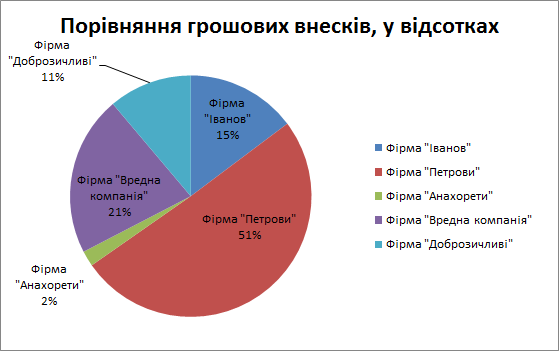 Порівняння грошових внесків, у відсотках
Фірма
"Доброзичливі"
11%
Фірма
"Іванов"
15%
Фірма "Вредна
компанія"
21%
Фірма "Петрови"
51%
Фірма
"Анахорети"
2%
Фірма "Іванов"
Фірма "Петрови"
Фірма "Анахорети"
Фірма "Вредна компанія"
Фірма "Доброзичливі"